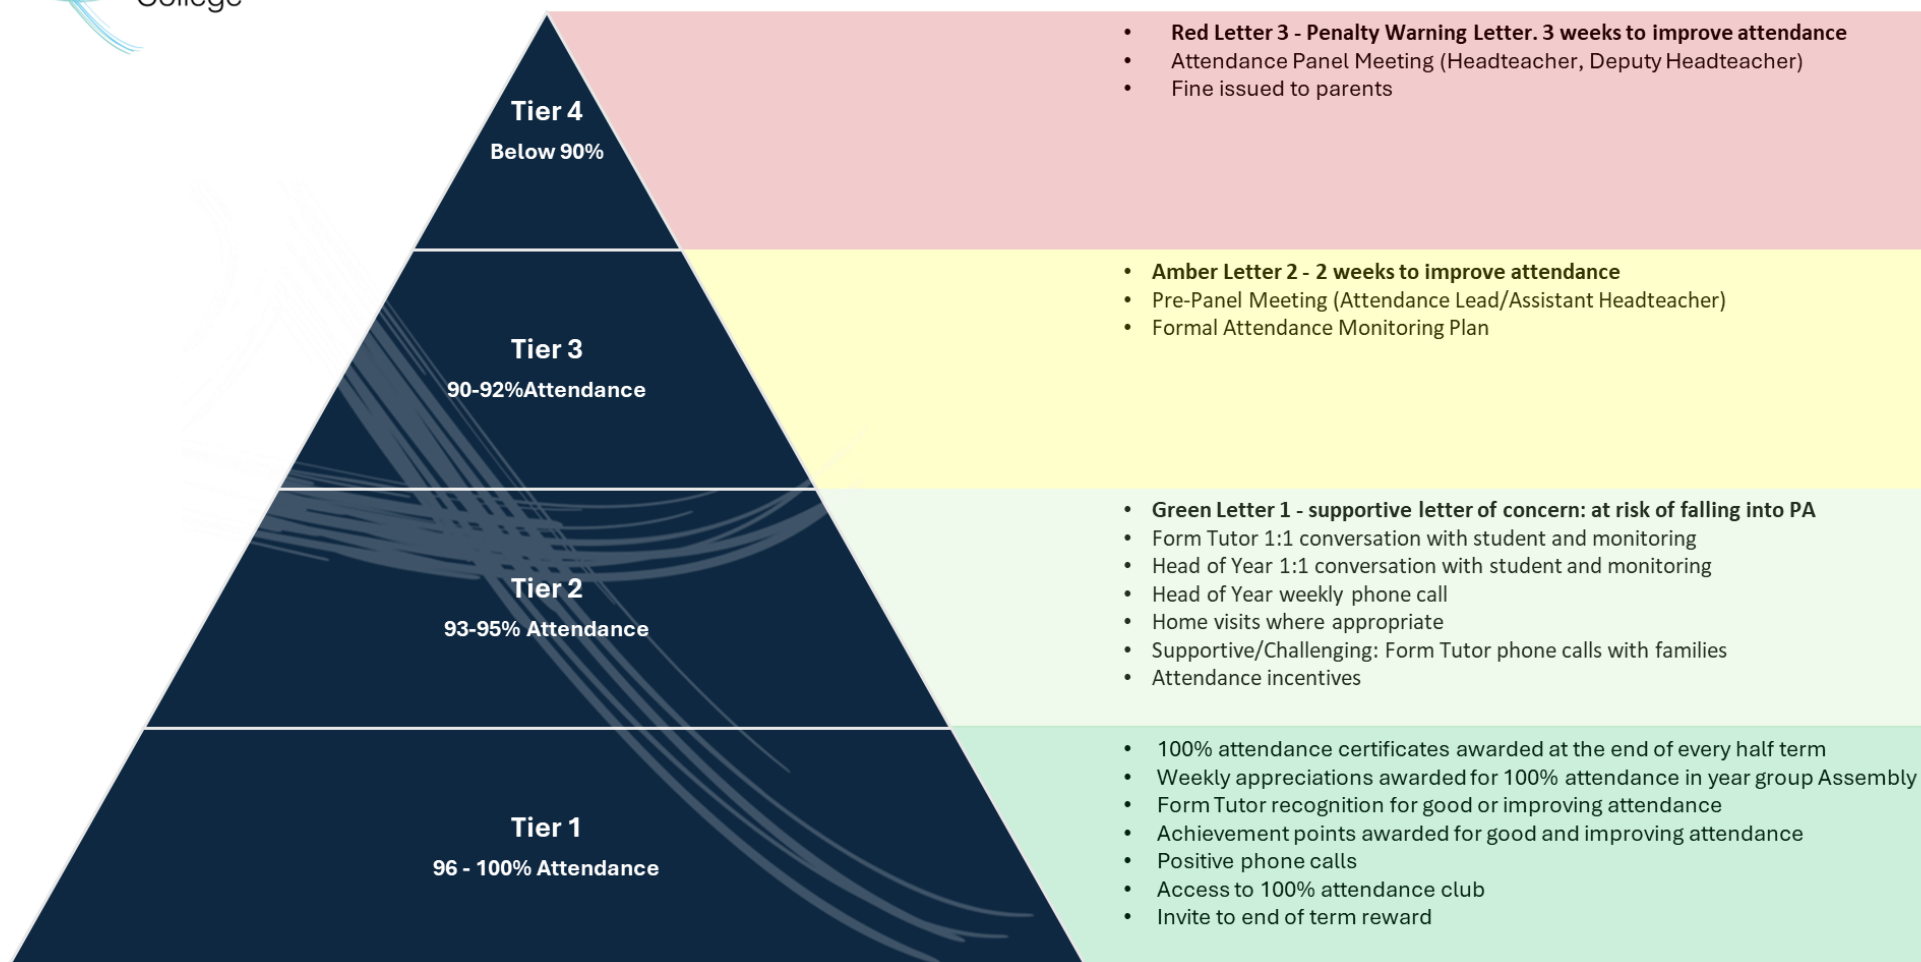 College
Tier 4
Below 90%
• Red Letter 3 - Penalty Warning Letter. 3 weeks to improve attendance
• Attendance Panel Meeting (Headteacher, Deputy Headteacher)
• Fine issued to parents
Tier 3
90-92%Attendance
• Amber Letter 2 - 2 weeks to improve attendance
• Pre-Panel Meeting (Attendance Lead/Assistant Headteacher)
• Formal Attendance Monitoring Plan
Tier 2
93-95% Attendance
• Green Letter 1 - supportive letter of concern: at risk of falling into PA
• Form Tutor 1:1 conversation with student and monitoring
• Head of Year 1:1 conversation with student and monitoring
• Head of Year weekly phone call
• Home visits where appropriate
• Supportive/Challenging: Form Tutor phone calls with families
• Attendance incentives
Tier 1
96 - 100% Attendance
• 100% attendance certificates awarded at the end of every half term
• Weekly appreciations awarded for 100% attendance in year group Assembly
• Form Tutor recognition for good or improving attendance
• Achievement points awarded for good and improving attendance
• Positive phone calls
• Access to 100% attendance club
• Invite to end of term reward